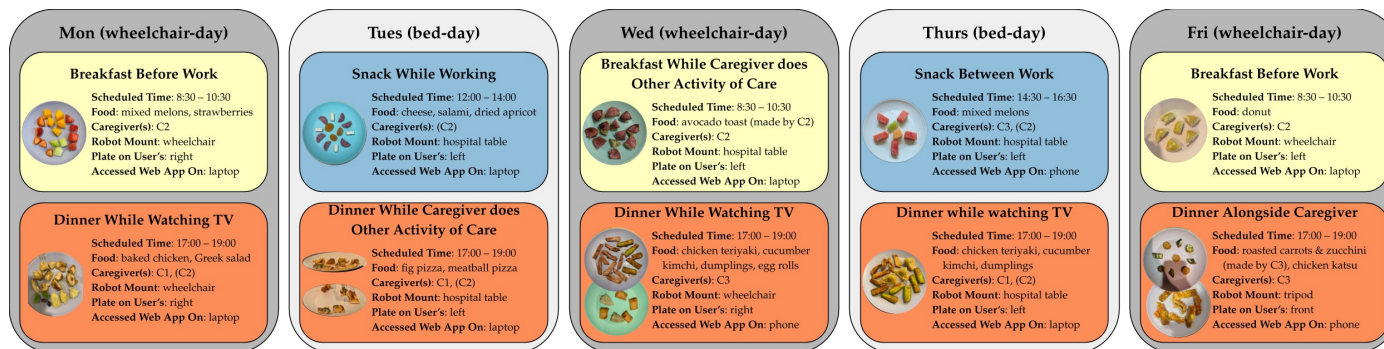 Mon (wheelchair-day)
Breakfast Before Work
Scheduled Time: 8:30 – 10:30
Food: mixed melons, strawberries
Caregiver(s): C2
Robot Mount: wheelchair
Plate on User's: right
Accessed Web App On: laptop
Dinner While Watching TV
Scheduled Time: 17:00 – 19:00
Food: baked chicken, Greek salad
Caregiver(s): C1, (C2)
Robot Mount: wheelchair
Plate on User's: right
Accessed Web App On: laptop
Tues (bed-day)
Snack While Working
Scheduled Time: 12:00 – 14:00
Food: cheese, salami, dried apricot
Caregiver(s): (C2)
Robot Mount: hospital table
Plate on User's: left
Accessed Web App On: laptop
Dinner While Caregiver does
Other Activity of Care
Scheduled Time: 17:00 – 19:00
Food: fig pizza, meatball pizza
Caregiver(s): C1, (C2)
Robot Mount: hospital table
Plate on User's: left
Accessed Web App On: laptop
Wed (wheelchair-day)
Breakfast While Caregiver does
Other Activity of Care
Scheduled Time: 8:30 – 10:30
Food: avocado toast (made by C2)
Caregiver(s): C2
Robot Mount: hospital table
Plate on User's: left
Accessed Web App On: laptop
Dinner While Watching TV
Scheduled Time: 17:00 – 19:00
Food: chicken teriyaki, cucumber
kimchi, dumplings, egg rolls
Caregiver(s): C3
Robot Mount: wheelchair
Plate on User's: right
Accessed Web App On: phone
Thurs (bed-day)
Snack Between Work
Scheduled Time: 14:30 – 16:30
Food: mixed melons
Caregiver(s): C3, (C2)
Robot Mount: hospital table
Plate on User's: left
Accessed Web App On: phone
Dinner while watching TV
Scheduled Time: 17:00 – 19:00
Food: chicken teriyaki, cucumber
kimchi, dumplings
Caregiver(s): C1, (C2)
Robot Mount: hospital table
Plate on User's: left
Accessed Web App On: laptop
Fri (wheelchair-day)
Breakfast Before Work
Scheduled Time: 8:30 – 10:30
Food: donut
Caregiver(s): C2
Robot Mount: wheelchair
Plate on User's: left
Accessed Web App On: laptop
Dinner Alongside Caregiver
Scheduled Time: 17:00 – 19:00
Food: roasted carrots & zucchini
(made by C3), chicken katsu
Caregiver(s): C3
Robot Mount: tripod
Plate on User's: front
Accessed Web App On: phone